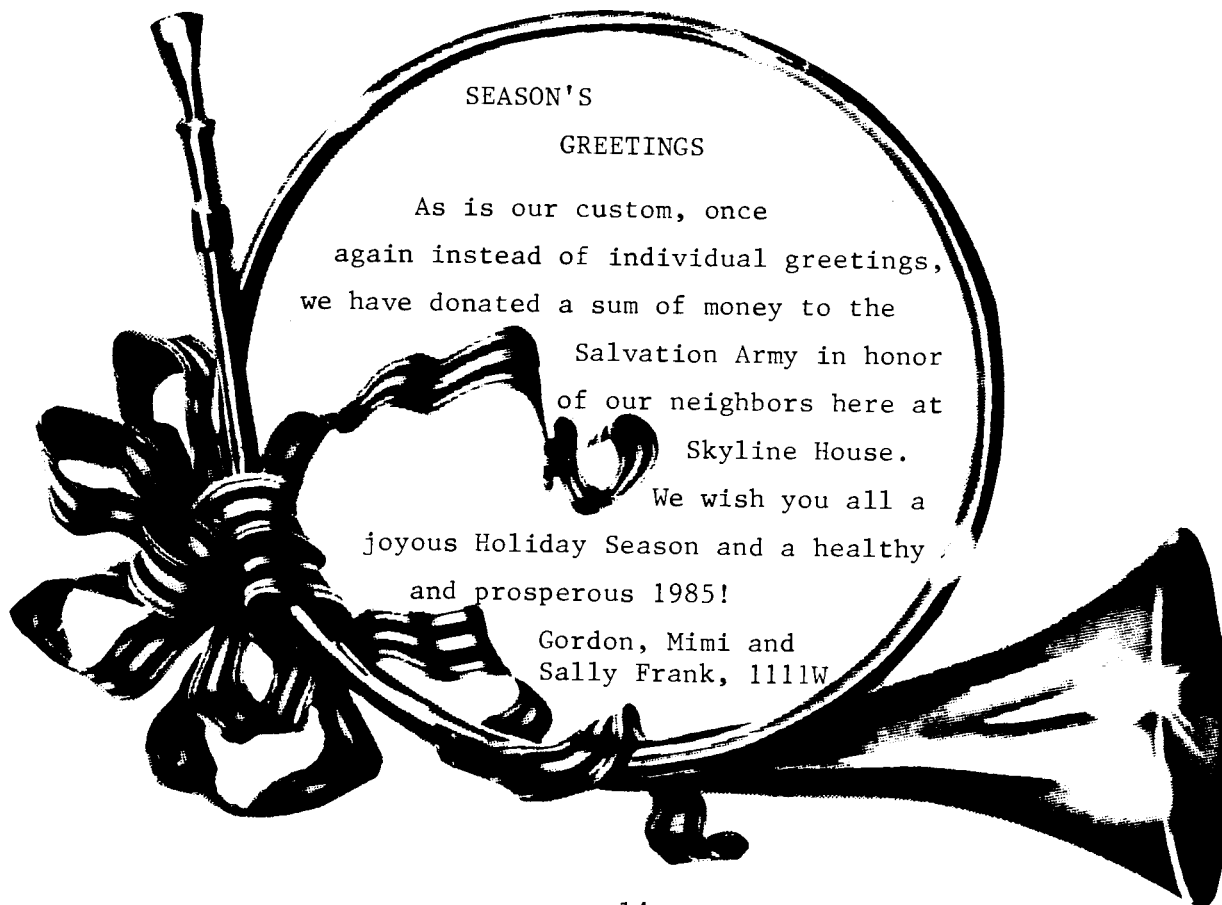 SEASON'S
GREETINGS
As is our custom, once
again instead of individual greetings,
we have donated a sum of money to the
Salvation Army in honor
of our neighbors here at
Skyline House.
We wish you all a
joyous Holiday Season and a healthy
and prosperous 1985!
Gordon, Mimi and
Sally Frank, 1111W